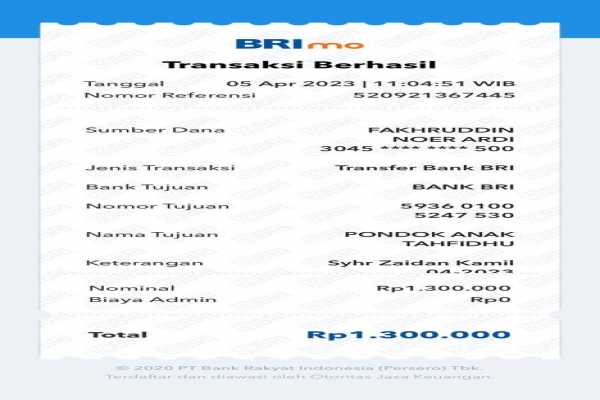 BRImo
Transaksi Berhasil
Tanggal 05 Apr 2023 | 11:04:51 WIB
Nomor Referensi 520921367445
Sumber Dana FAKHRUDDIN
NOER ARDI
3045 **** **** 500
Jenis Transaksi Transfer Bank BRI
Bank Tujuan BANK BRI
Nomor Tujuan 5936 0100
5247 530
Nama Tujuan PONDOK ANAK
TAHFIDHU
Keterangan Syhr Zaidan Kamil
04-2023
Nominal Rp1.300.000
Biaya Admin Rp0
Total Rp1.300.000
© 2020 PT Bank Rakyat Indonesia (Persero) Tbk.
Terdaftar dan diawasi oleh Otoritas Jasa Keuangan.